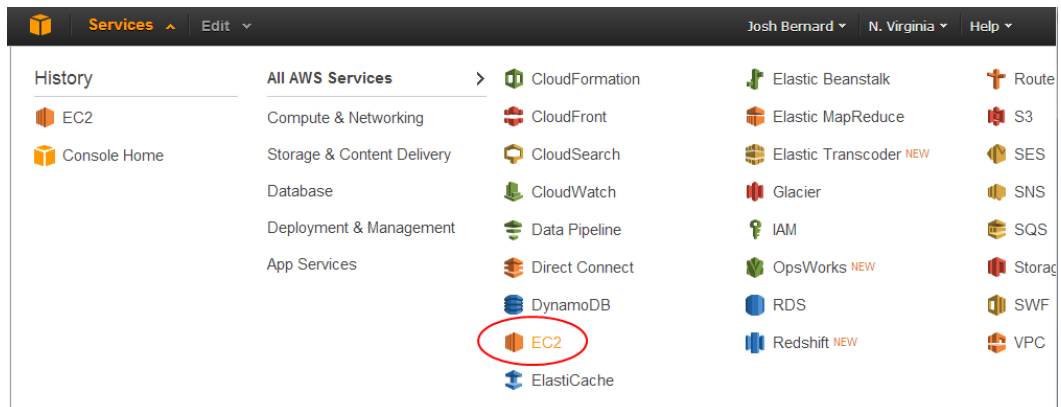 Services Edit Josh Bernard N. Virginia Help
History
EC2
Console Home
All AWS Services
Compute & Networking
Storage & Content Delivery
Database
Deployment & Management
App Services
CloudFormation
CloudFront
CloudSearch
CloudWatch
Data Pipeline
Direct Connect
DynamoDB
EC2
ElastiCache
Elastic Beanstalk
Elastic MapReduce
Elastic Transcoder NEW
Glacier
IAM
OpsWorks NEW
RDS
Redshift NEW
Route
S3
SES
SNS
SQS
Storag
SWF
VPC